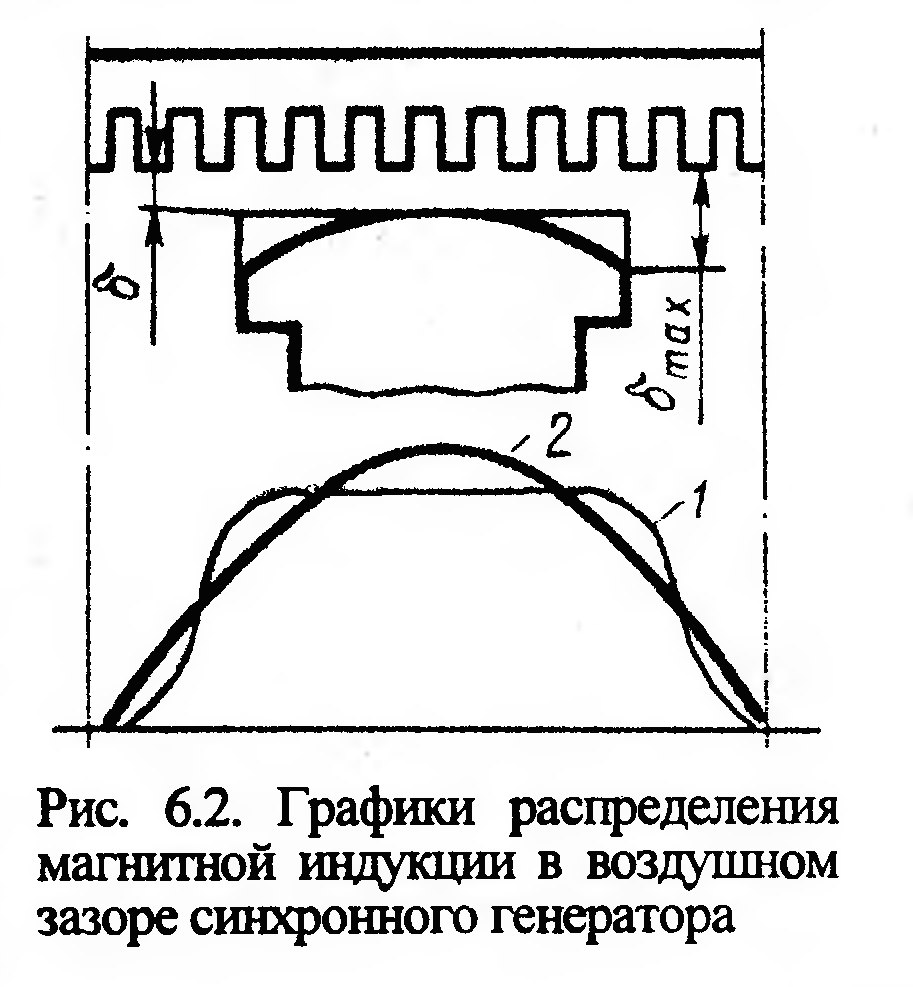 δ
δmax
2
1
Рис. 6.2. Графики распределения
магнитной индукции в воздушном
зазоре синхронного генератора